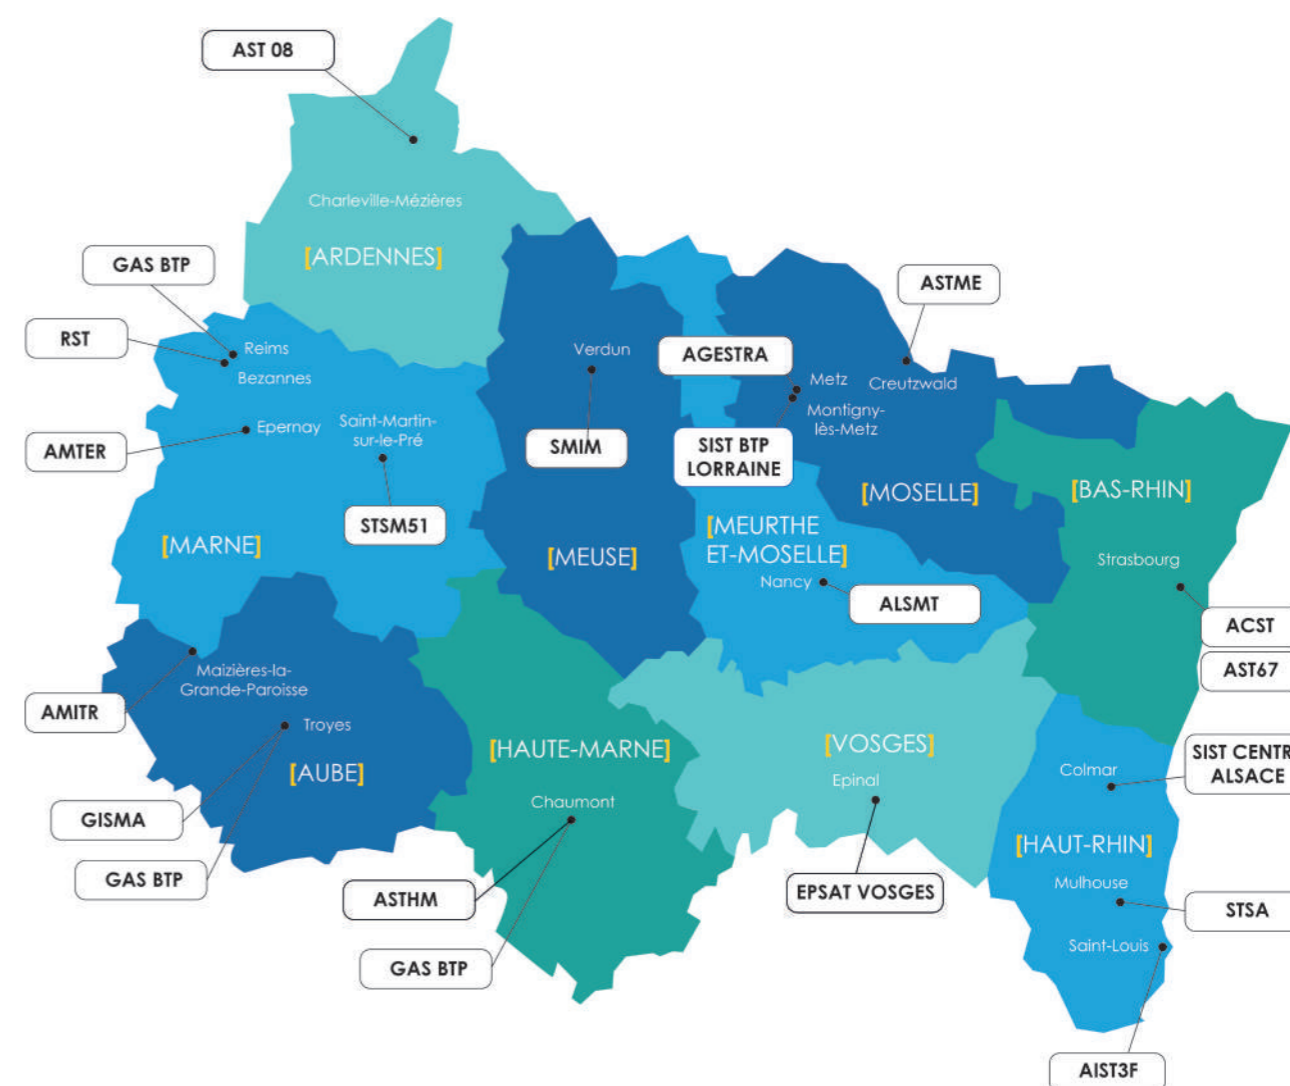 AST 08
Charleville-Mézières
[ARDENNES]
GAS BTP
RST
Reims
Bezannes
AMTER
Epernay
Saint-Martin-
sur-le-Pré
STSM51
[MARNE]
Verdun
SMIM
[MEUSE]
ASTME
AGESTRA
Metz
Creutzwald
Montigny-
lès-Metz
SIST BTP
LORRAINE
[MOSELLE]
[BAS-RHIN]
[MEURTHE
ET-MOSELLE]
Nancy
ALSMT
Strasbourg
ACST
AST67
Maizières-la-
Grande-Paroisse
AMITR
Troyes
[AUBE]
GISMA
GAS BTP
[HAUTE-MARNE]
Chaumont
ASTHM
GAS BTP
[VOSGES]
Epinal
EPSAT VOSGES
Colmar
SIST CENTR
ALSACE
[HAUT-RHIN]
Mulhouse
STSA
Saint-Louis
AIST3F